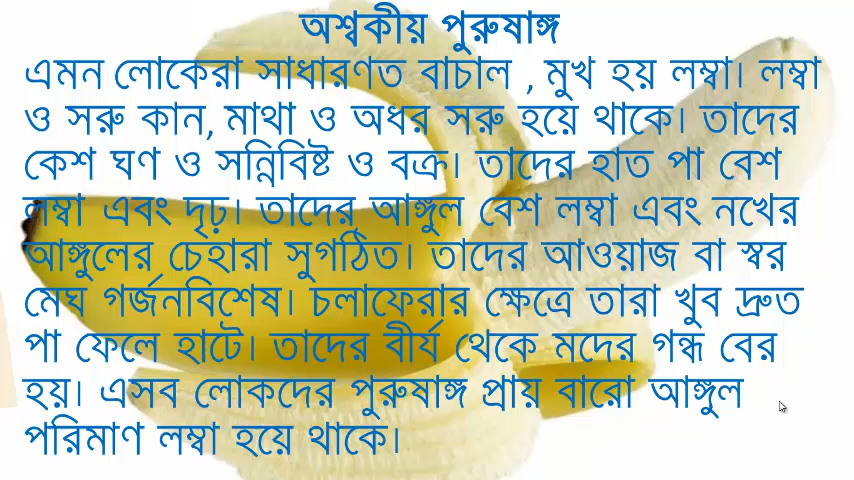 অশ্বকীয় পুরুষাঙ্গ
এমন লোকেরা সাধারণত বাচাল , মুখ হয় লম্বা। লম্বা
ও সরু কান, মাথা ও অধর সরু হয়ে থাকে। তাদের
কেশ ঘণ ও সন্নিবিষ্ট ও বক্র। তাদের হাত পা বেশ
লম্বা এবং দৃঢ়। তাদের আঙ্গুল বেশ লম্বা এবং নখের
আঙ্গুলের চেহারা সুগঠিত। তাদের আওয়াজ বা স্বর
মেঘ গর্জনবিশেষ। চলাফেরার ক্ষেত্রে তারা খুব দ্রুত
পা ফেলে হাটে। তাদের বীর্য থেকে মদের গন্ধ বের
হয়। এসব লোকদের পুরুষাঙ্গ প্রায় বারো আঙ্গুল
পরিমাণ লম্বা হয়ে থাকে।